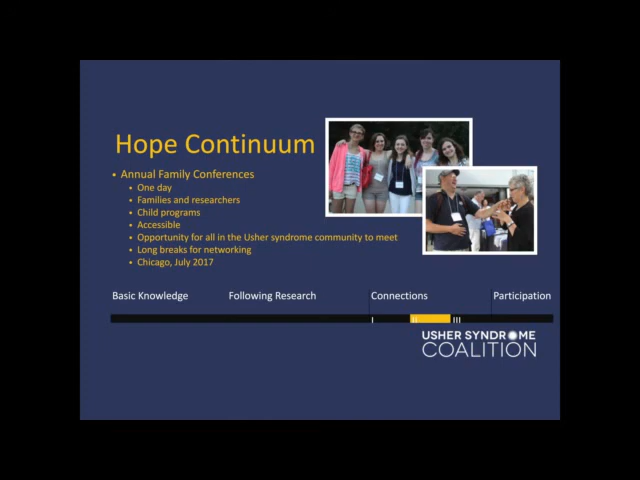 Hope Continuum
• Annual Family Conferences
• One day
• Families and researchers
• Child programs
• Accessible
• Opportunity for all in the Usher syndrome community to meet
• Long breaks for networking
• Chicago, July 2017
Basic Knowledge Following Research Connections Participation
I II III
USHER SYNDROME
COALITION